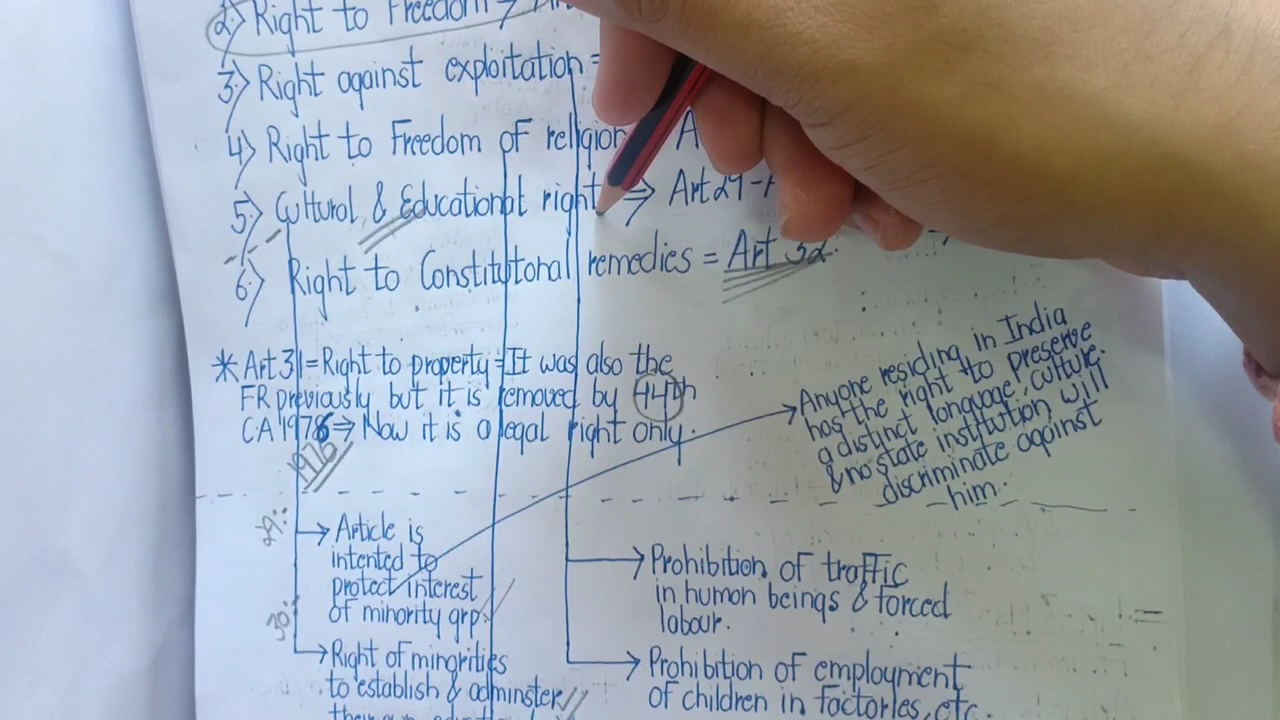 2) Right to Freedom ⇒
3) Right against exploitation =
4) Right to Freedom of religion A
5) Cultural & Educational right ⇒ Art 29 -
6) Right to Constitutonal remedies = Art 32.
* Art 31 = Right to property = It was also the
FR previously but it is removed by 44th
CA 1978 ⇒ Now it is a legal right only.
1978
Anyone residing in India
has the right to preserve
a distinct language, culture.
& no state institution will
discriminate against
him.
29:-
→ Article is
intented to
protect interest
of minority grp.
30:-
→ Right of minorities
to establish & adminster
→ Prohibition of traffic
in human beings & forced
labour.
→ Prohibition of employment
of children in factories, etc.